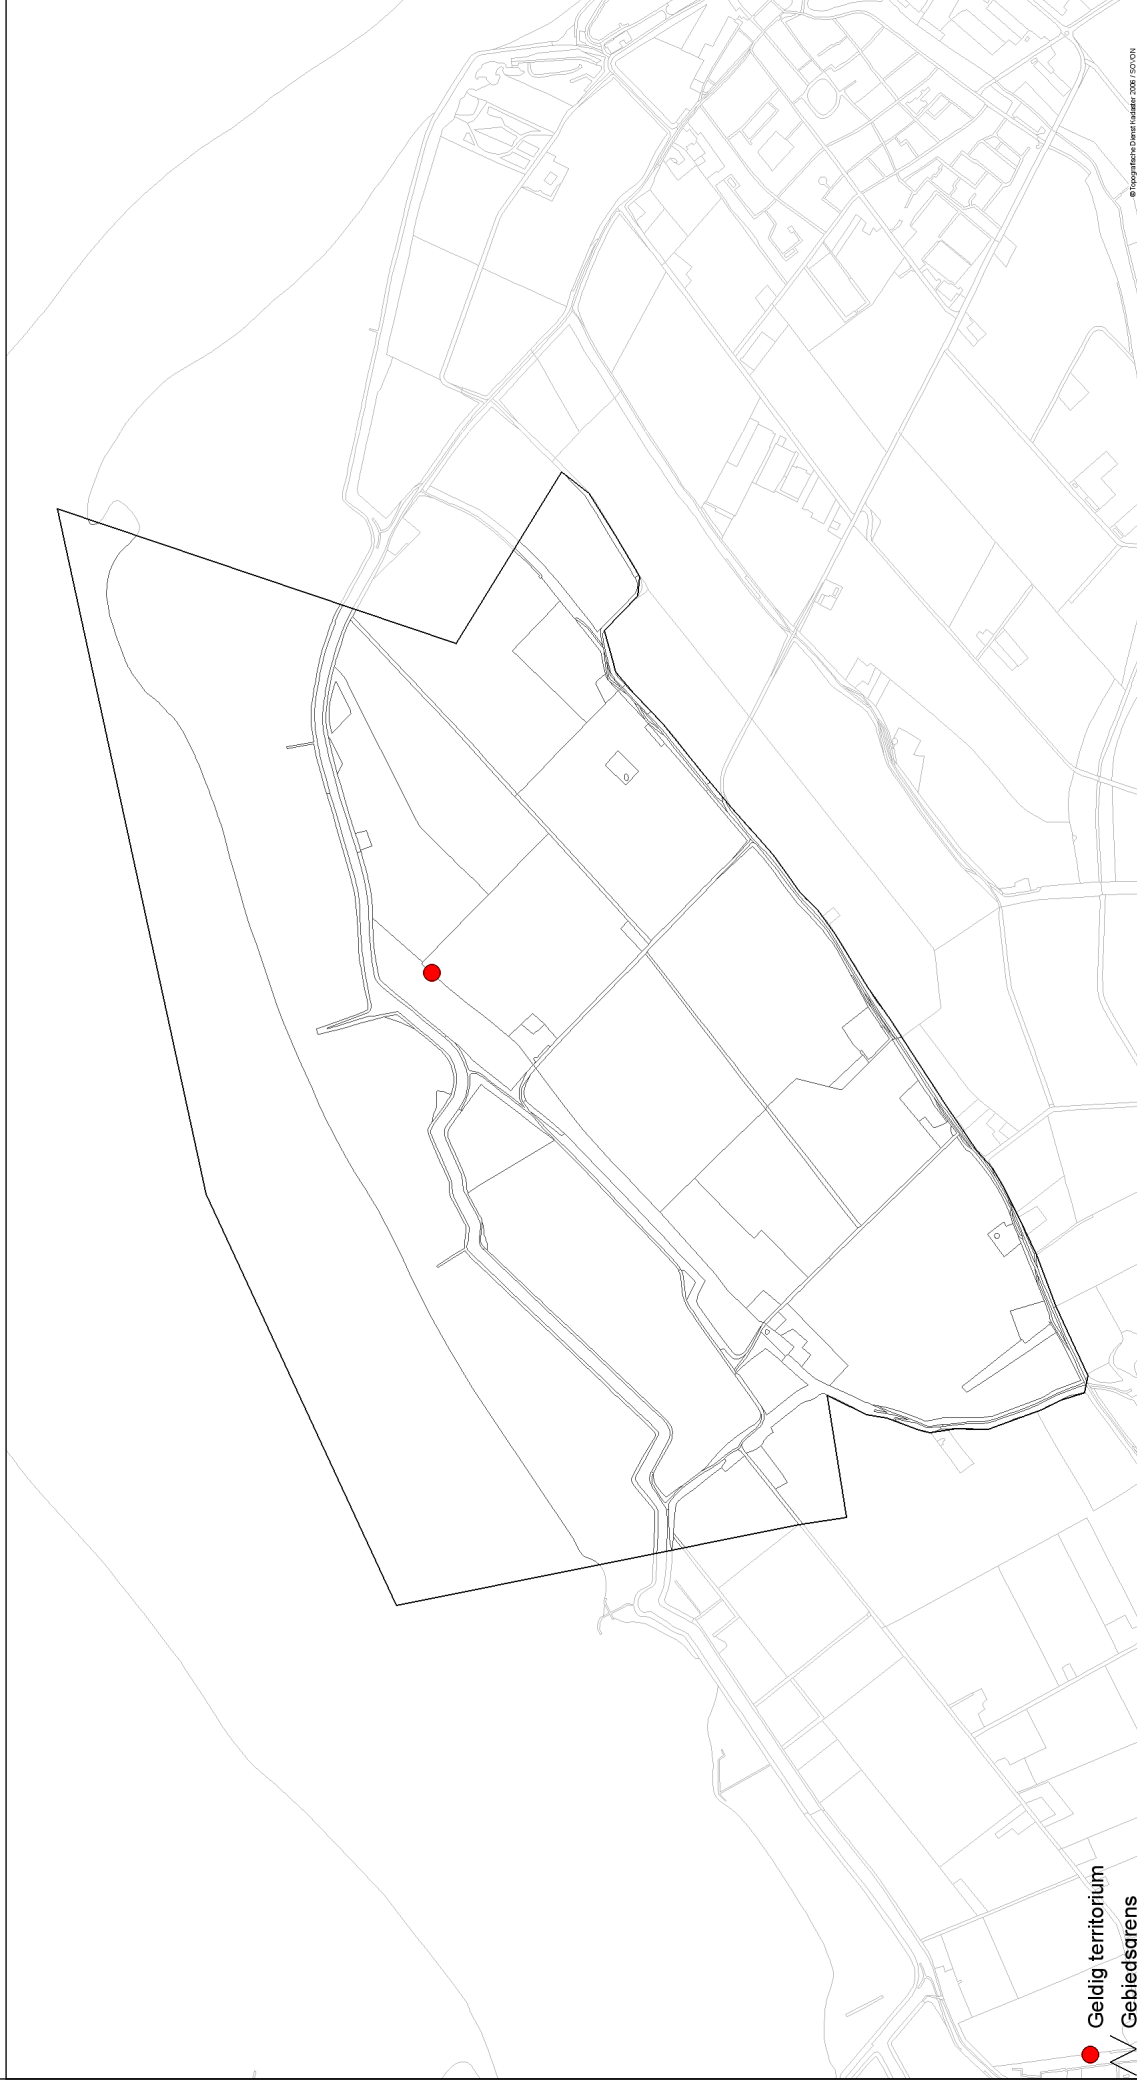 Geldig territorium
Gebiedsgrens
© Topografische Dienst Kadaster 2006 / SOVON